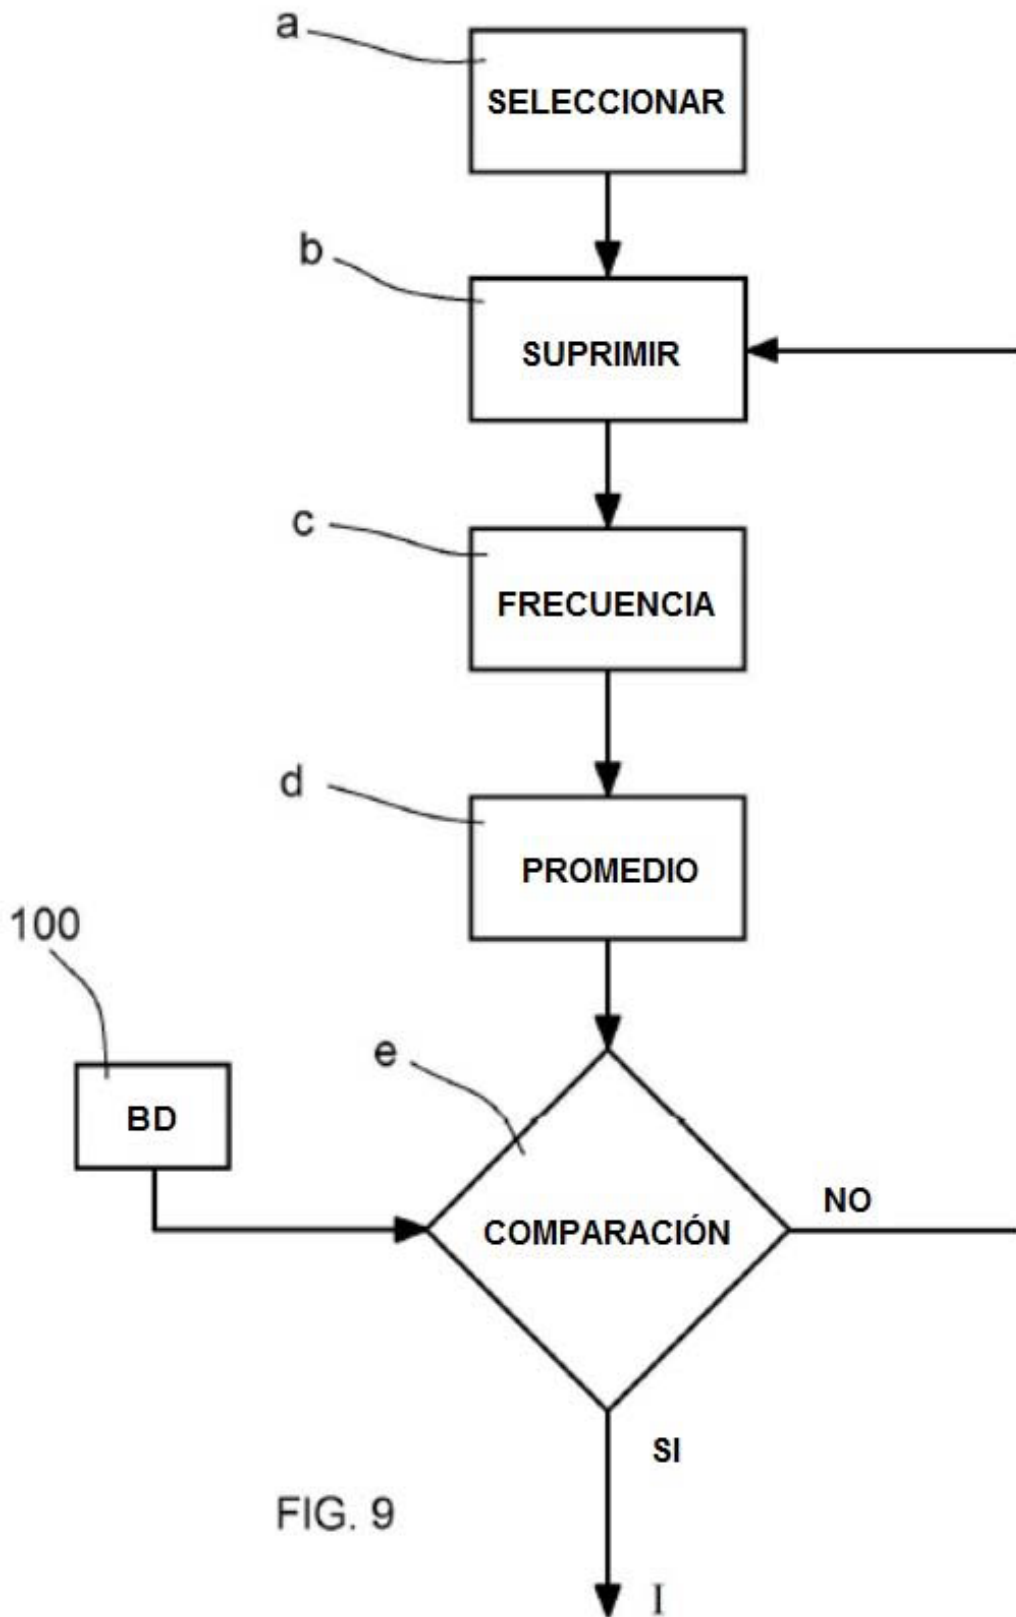 a
SELECCIONAR
b
SUPRIMIR
c
FRECUENCIA
d
PROMEDIO
100
BD
e
COMPARACIÓN
NO
SI
FIG. 9
I